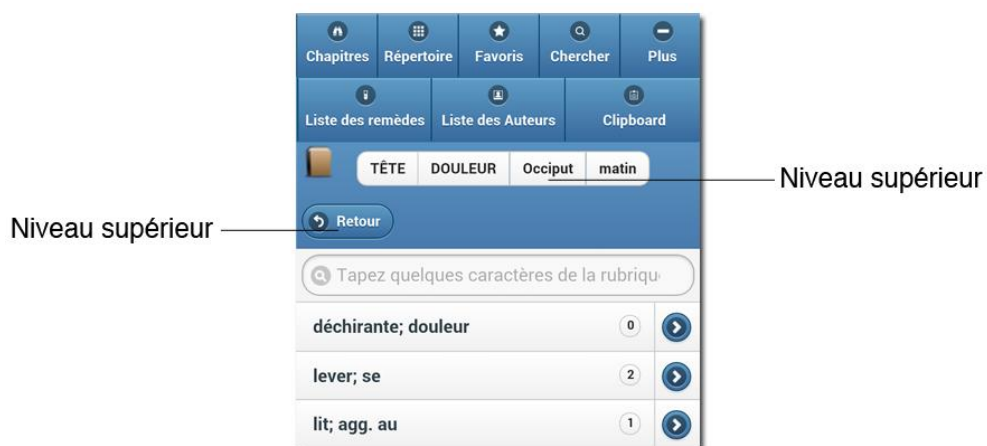 Chapitres Répertoire Favoris Chercher Plus
Liste des remèdes Liste des Auteurs Clipboard
TÊTE DOULEUR Occiput matin
Niveau supérieur
Niveau supérieur
Retour
Tapez quelques caractères de la rubriqu
déchirante; douleur 0
lever; se 2
lit; agg. au 1